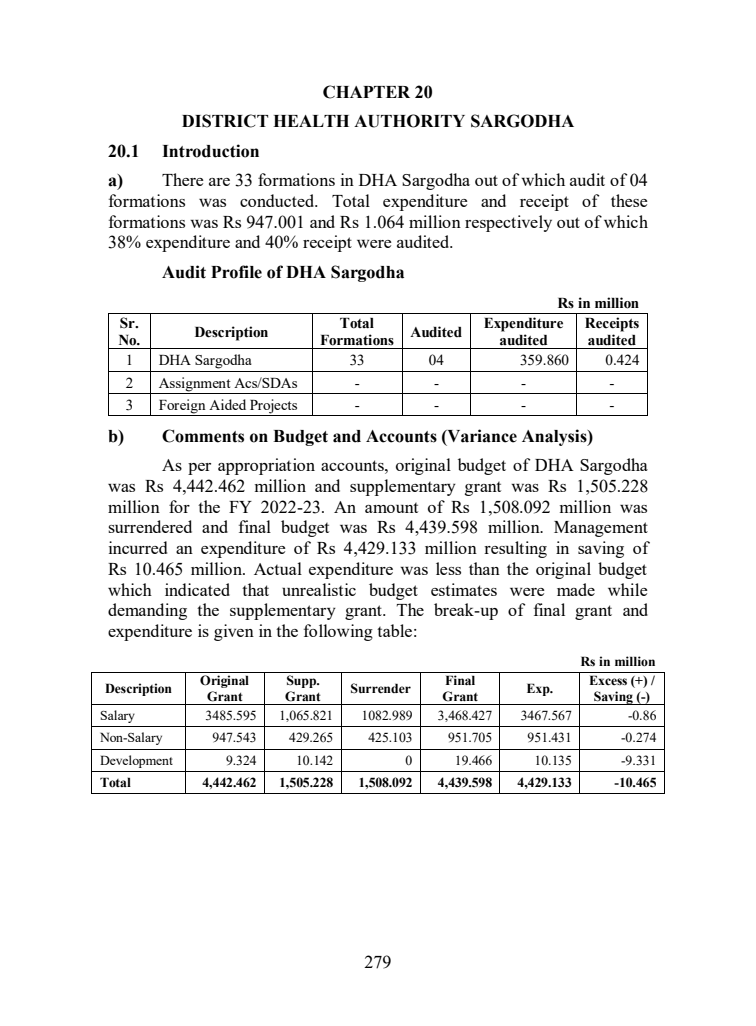 CHAPTER 20
DISTRICT HEALTH AUTHORITY SARGODHA
20.1 Introduction
a) There are 33 formations in DHA Sargodha out of which audit of 04
formations was conducted. Total expenditure and receipt of these
formations was Rs 947.001 and Rs 1.064 million respectively out of which
38% expenditure and 40% receipt were audited.
Audit Profile of DHA Sargodha
Rs in million
Sr. No. Description Total Formations Audited Expenditure audited Receipts audited
1 DHA Sargodha 33 04 359.860 0.424
2 Assignment Acs/SDAs - - - -
3 Foreign Aided Projects - - - -
b) Comments on Budget and Accounts (Variance Analysis)
As per appropriation accounts, original budget of DHA Sargodha
was Rs 4,442.462 million and supplementary grant was Rs 1,505.228
million for the FY 2022-23. An amount of Rs 1,508.092 million was
surrendered and final budget was Rs 4,439.598 million. Management
incurred an expenditure of Rs 4,429.133 million resulting in saving of
Rs 10.465 million. Actual expenditure was less than the original budget
which indicated that unrealistic budget estimates were made while
demanding the supplementary grant. The break-up of final grant and
expenditure is given in the following table:
Rs in million
Description Original Grant Supp. Grant Surrender Final Grant Exp. Excess (+) / Saving (-)
Salary 3485.595 1,065.821 1082.989 3,468.427 3467.567 -0.86
Non-Salary 947.543 429.265 425.103 951.705 951.431 -0.274
Development 9.324 10.142 0 19.466 10.135 -9.331
Total 4,442.462 1,505.228 1,508.092 4,439.598 4,429.133 -10.465
279